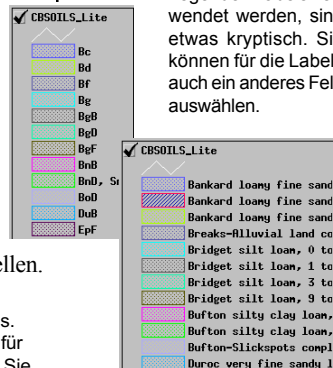 CBSOILS_Lite
Bc
Bd
Bf
Bg
BgB
BgD
BgF
BnB
BnD, Sr
BoD
DuB
EpF
wendet werden, sin
etwas kryptisch. Si
können für die Label
auch ein anderes Fel
auswählen.
CBSOILS_Lite
Bankard loamy fine sand
Bankard loamy fine sand
Bankard loamy fine sand
Breaks-Alluvial land co
Bridget silt loam, 0 to
Bridget silt loam, 1 to
Bridget silt loam, 3 to
Bridget silt loam, 9 to
Bufton silty clay loam,
Bufton silty clay loam,
Bufton-Slickspots compl
Duroc very fine sandy l
ellen.
s.
für
Sie